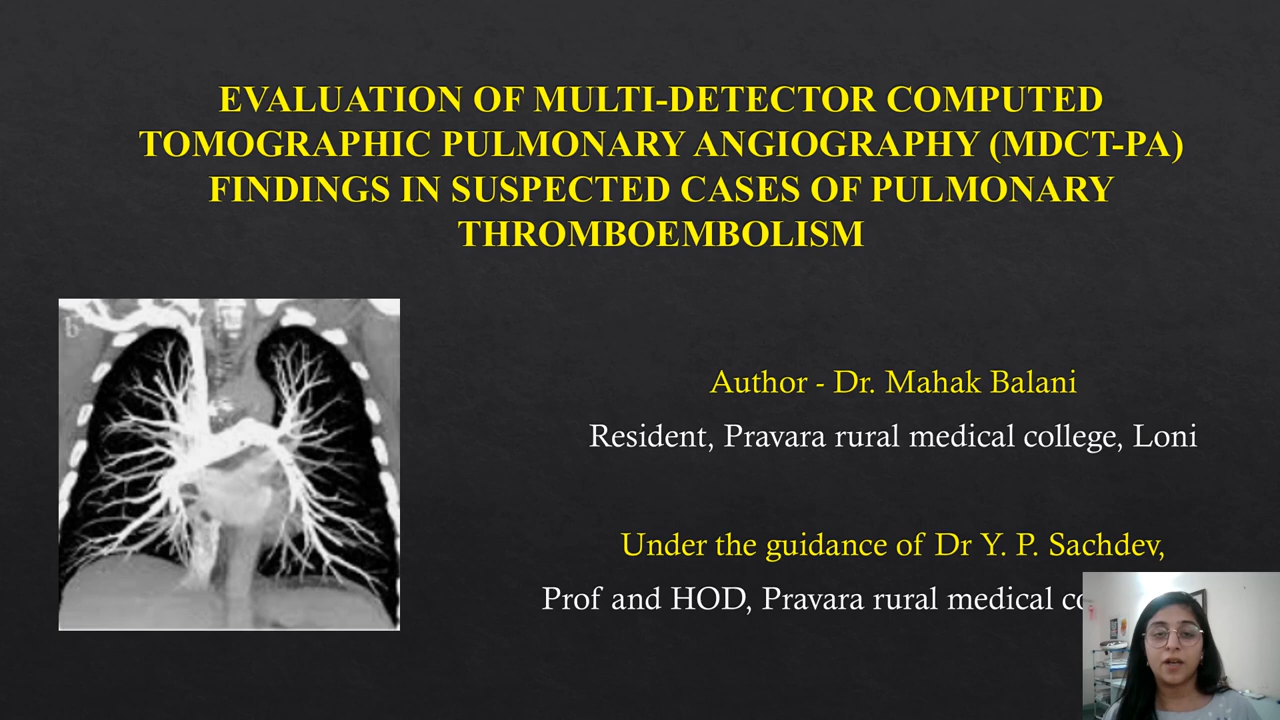 EVALUATION OF MULTI-DETECTOR COMPUTED
TOMOGRAPHIC PULMONARY ANGIOGRAPHY (MDCT-PA)
FINDINGS IN SUSPECTED CASES OF PULMONARY
THROMBOEMBOLISM
b
Author - Dr. Mahak Balani
Resident, Pravara rural medical college, Loni
Under the guidance of Dr Y. P. Sachdev,
Prof and HOD, Pravara rural medical